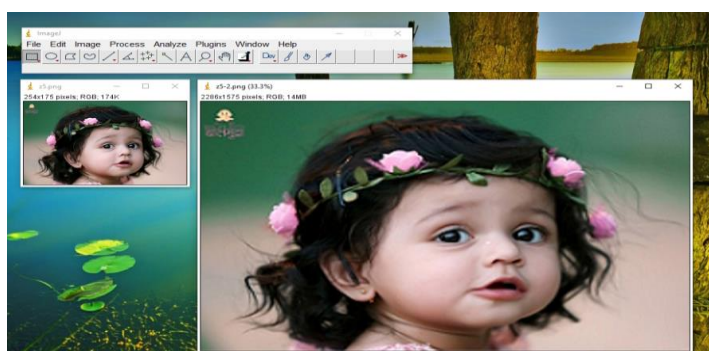 ImageJ
File Edit Image Process Analyze Plugins Window Help
Dev
z5.png
254x175 pixels; RGB; 174K
z5-2.png (33.3%)
2286x1575 pixels; RGB; 14MB